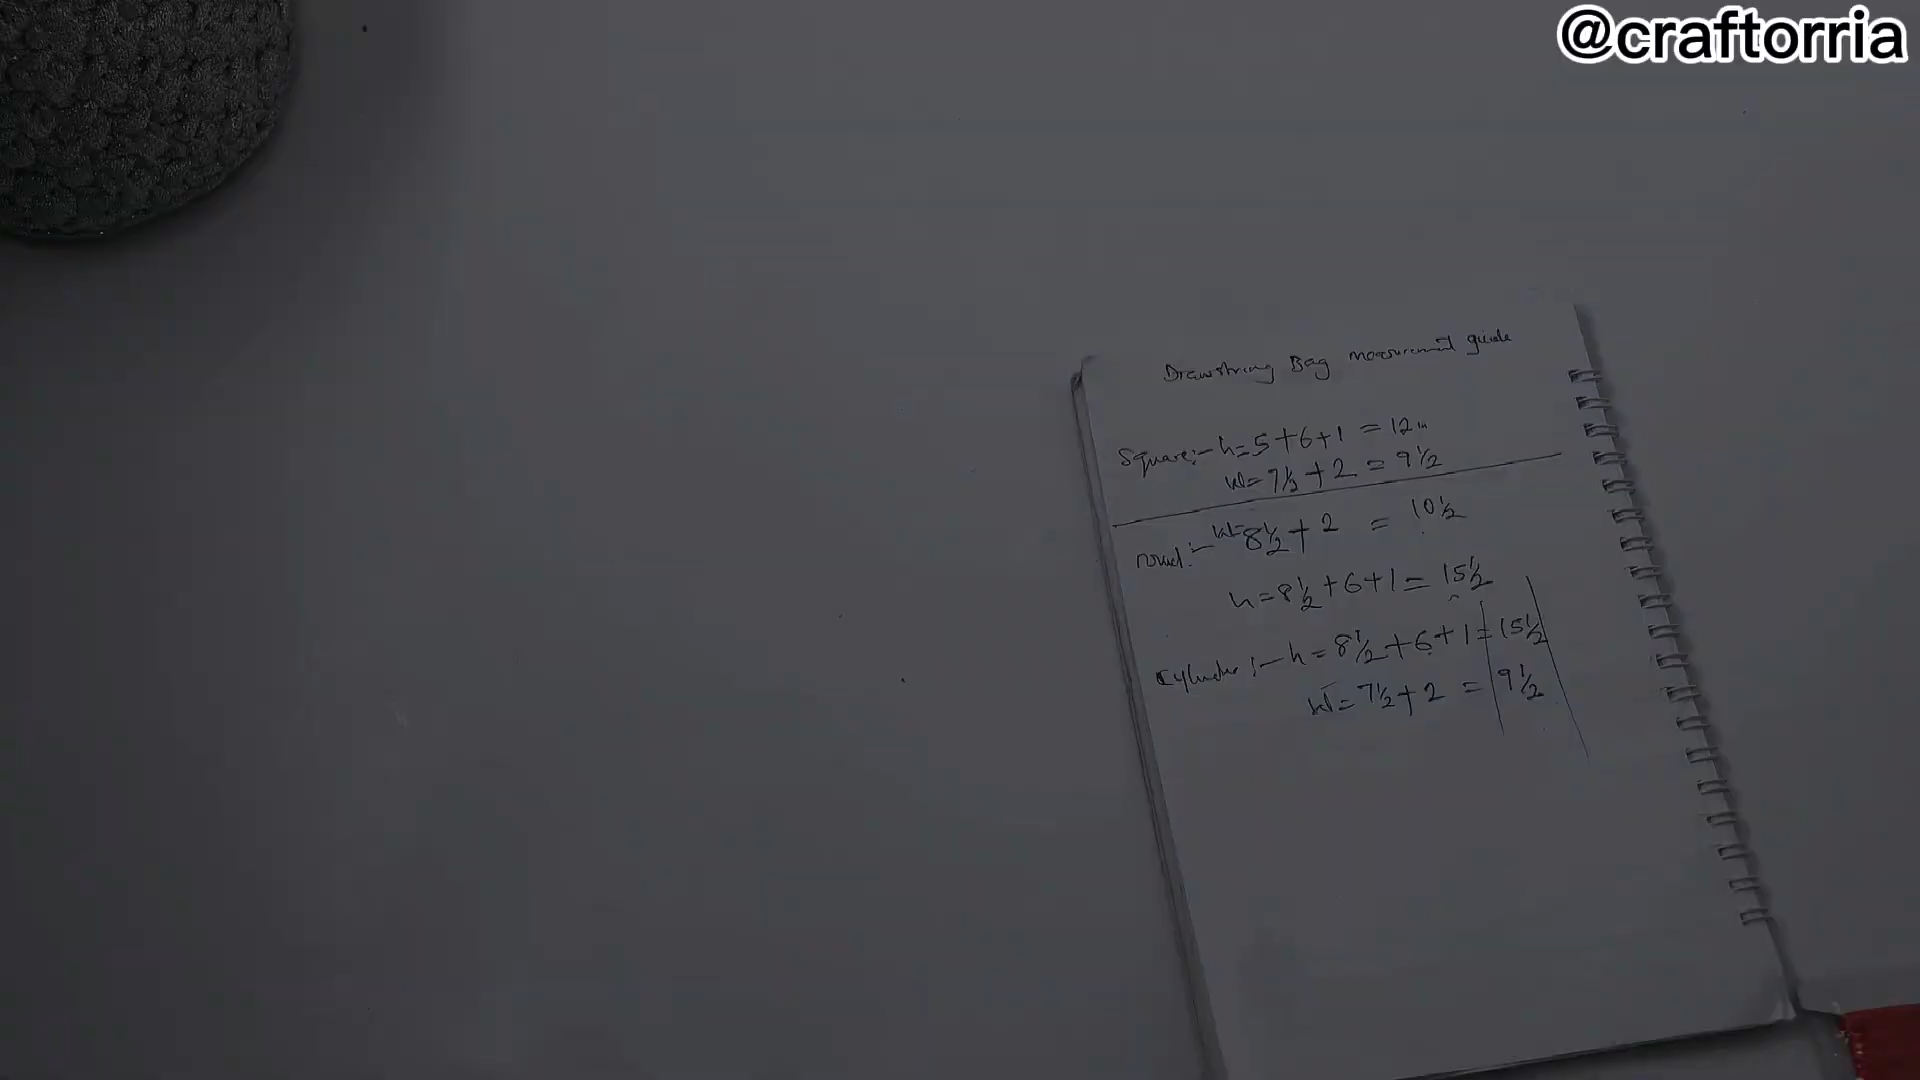 @craftorria
Drawstring Bag measurement guide
Square:- h=5+6+1 = 12 in
W=7½+2 = 9½
round:- W=8½+2 = 10½
h=8½+6+1= 15½
Cylinder:- h=8½+6+1=15½
W=7½+2 = 9½